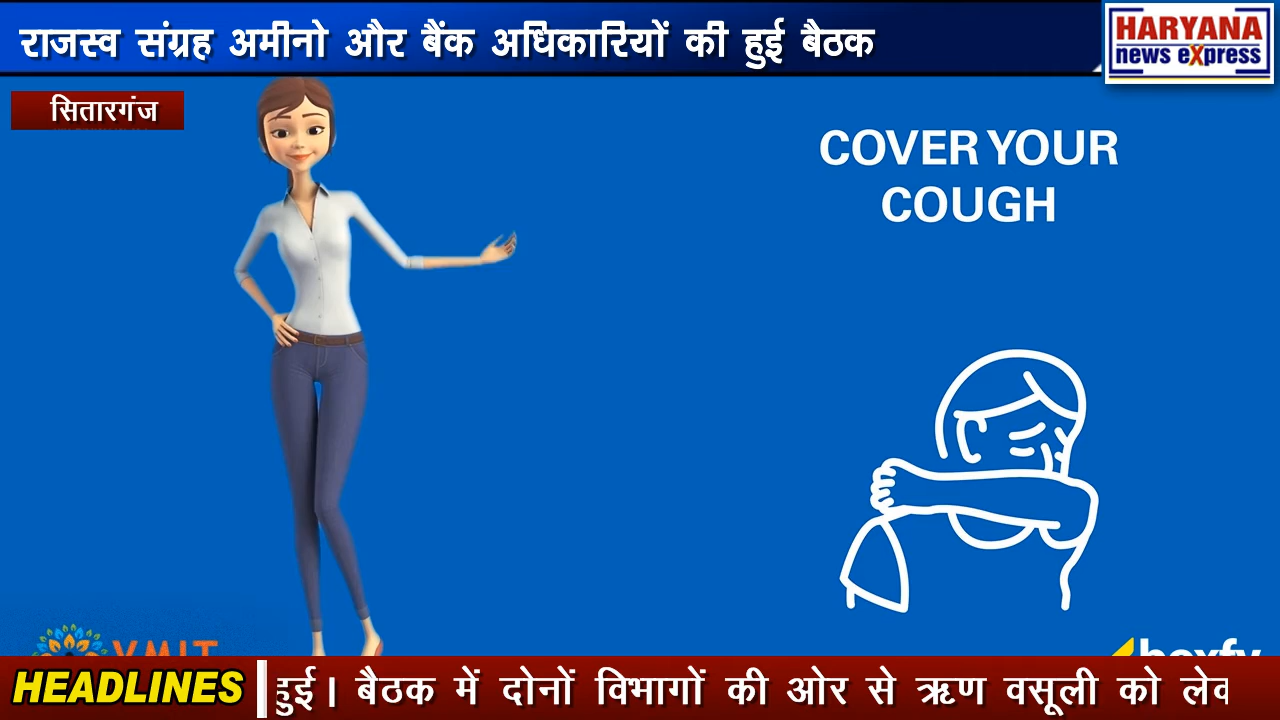 राजस्व संग्रह अमीनो और बैंक अधिकारियों की हुई बैठक
HARYANA
news eXpress
सितारगंज
COVER YOUR
COUGH
HEADLINES
हुई। बैठक में दोनों विभागों की ओर से ऋण वसूली को